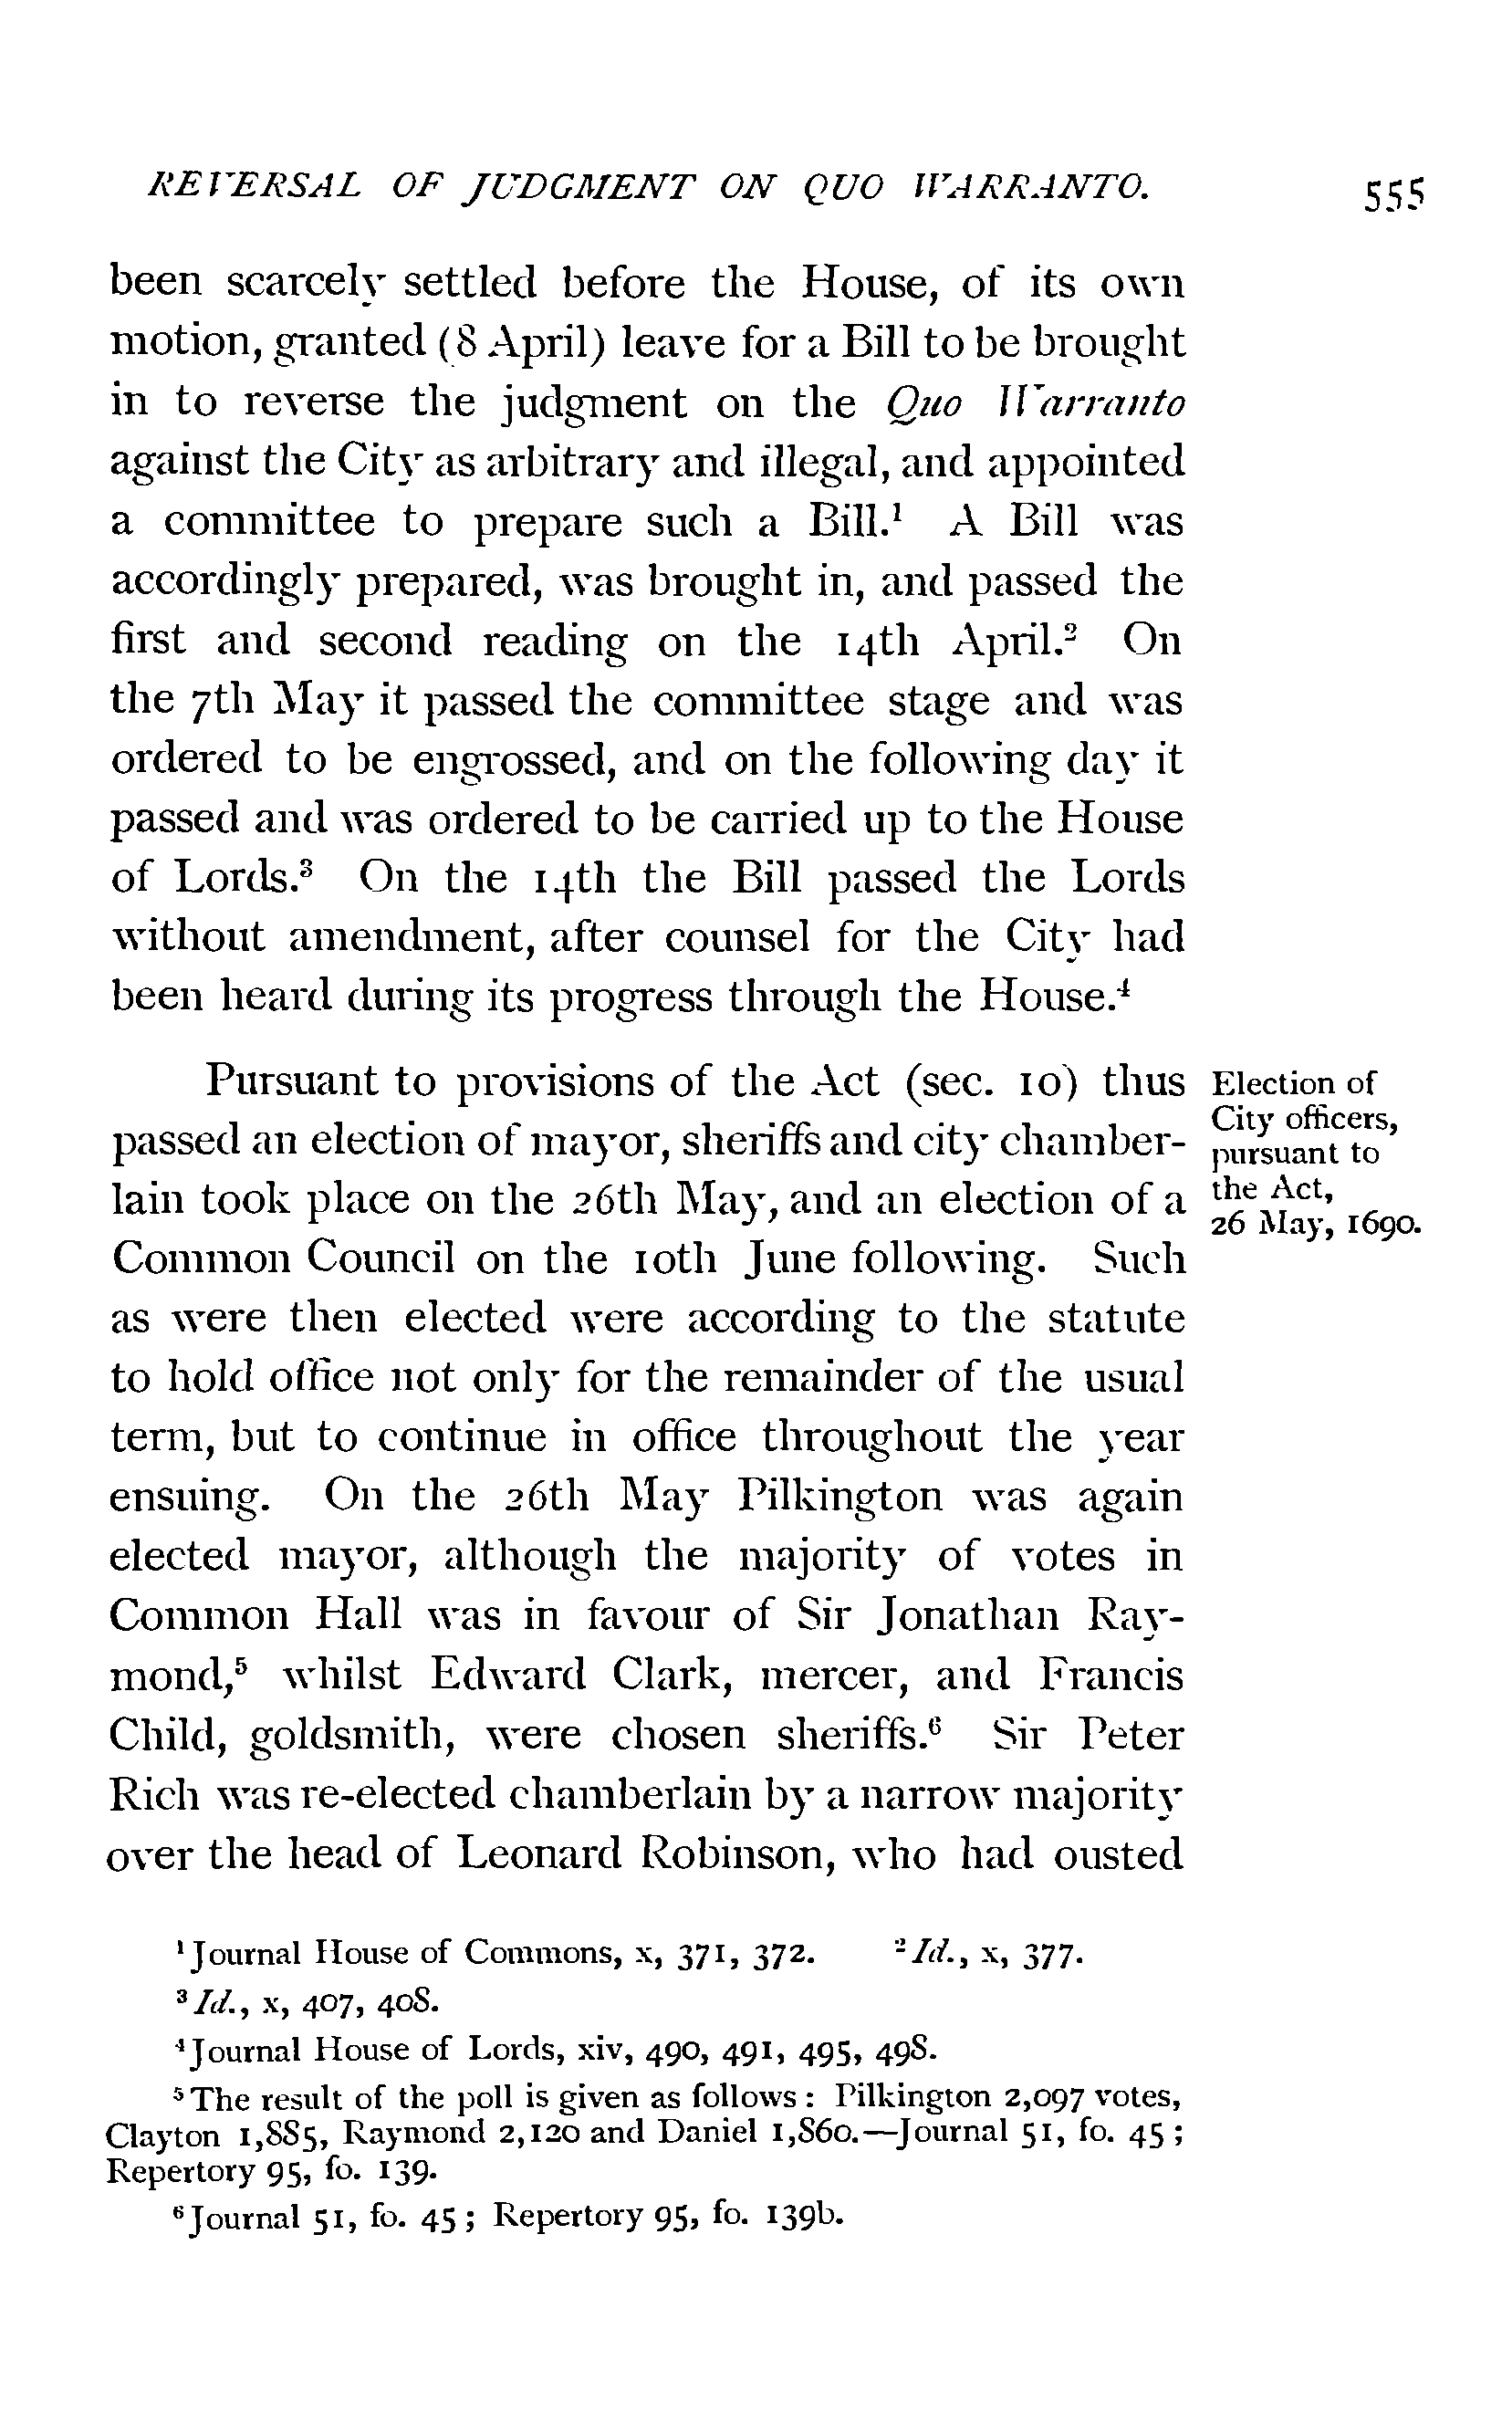 REVERSAL OF JUDGMENT ON QUO WARRANTO. 555
been scarcely settled before the House, of its own
motion, granted (8 April) leave for a Bill to be brought
in to reverse the judgment on the Quo Warranto
against the City as arbitrary and illegal, and appointed
a committee to prepare such a Bill.¹ A Bill was
accordingly prepared, was brought in, and passed the
first and second reading on the 14th April.² On
the 7th May it passed the committee stage and was
ordered to be engrossed, and on the following day it
passed and was ordered to be carried up to the House
of Lords.³ On the 14th the Bill passed the Lords
without amendment, after counsel for the City had
been heard during its progress through the House.⁴
Pursuant to provisions of the Act (sec. 10) thus
passed an election of mayor, sheriffs and city chamber-
lain took place on the 26th May, and an election of a
Common Council on the 10th June following. Such
as were then elected were according to the statute
to hold office not only for the remainder of the usual
term, but to continue in office throughout the year
ensuing. On the 26th May Pilkington was again
elected mayor, although the majority of votes in
Common Hall was in favour of Sir Jonathan Ray-
mond,⁵ whilst Edward Clark, mercer, and Francis
Child, goldsmith, were chosen sheriffs.⁶ Sir Peter
Rich was re-elected chamberlain by a narrow majority
over the head of Leonard Robinson, who had ousted
Election of
City officers,
pursuant to
the Act,
26 May, 1690.
¹ Journal House of Commons, x, 371, 372. ² Id., x, 377.
³ Id., x, 407, 408.
⁴ Journal House of Lords, xiv, 490, 491, 495, 498.
⁵ The result of the poll is given as follows: Pilkington 2,097 votes,
Clayton 1,885, Raymond 2,120 and Daniel 1,860.—Journal 51, fo. 45;
Repertory 95, fo. 139.
⁶ Journal 51, fo. 45; Repertory 95, fo. 139b.